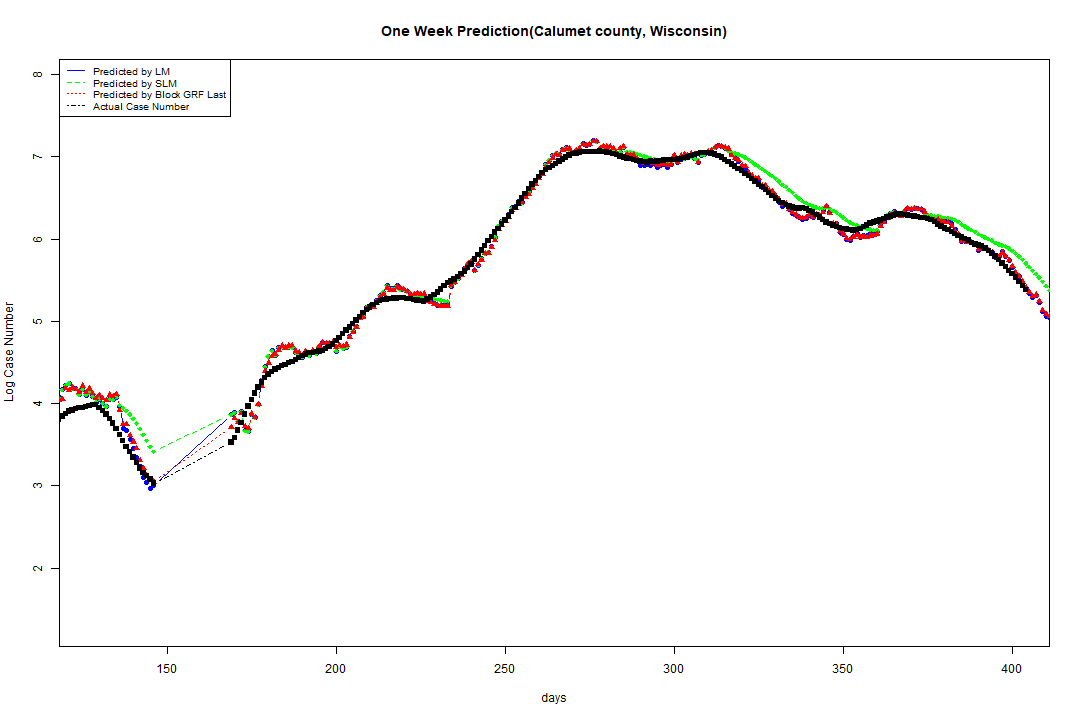 One Week Prediction(Calumet county, Wisconsin)
Predicted by LM
Predicted by SLM
Predicted by Block GRF Last
Actual Case Number
8
7
6
5
4
3
2
Log Case Number
150 200 250 300 350 400
days